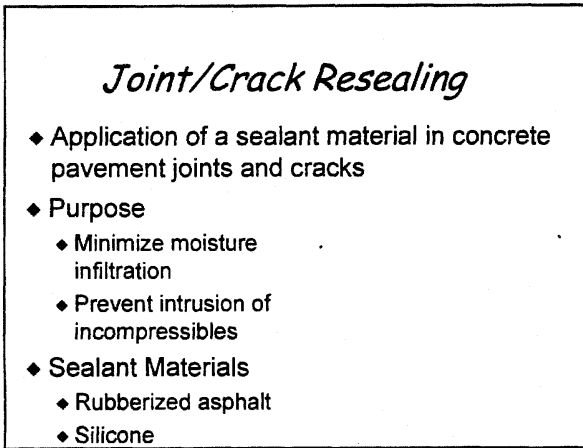 Joint/Crack Resealing
◆ Application of a sealant material in concrete
pavement joints and cracks
◆ Purpose
◆ Minimize moisture
infiltration
◆ Prevent intrusion of
incompressibles
◆ Sealant Materials
◆ Rubberized asphalt
◆ Silicone